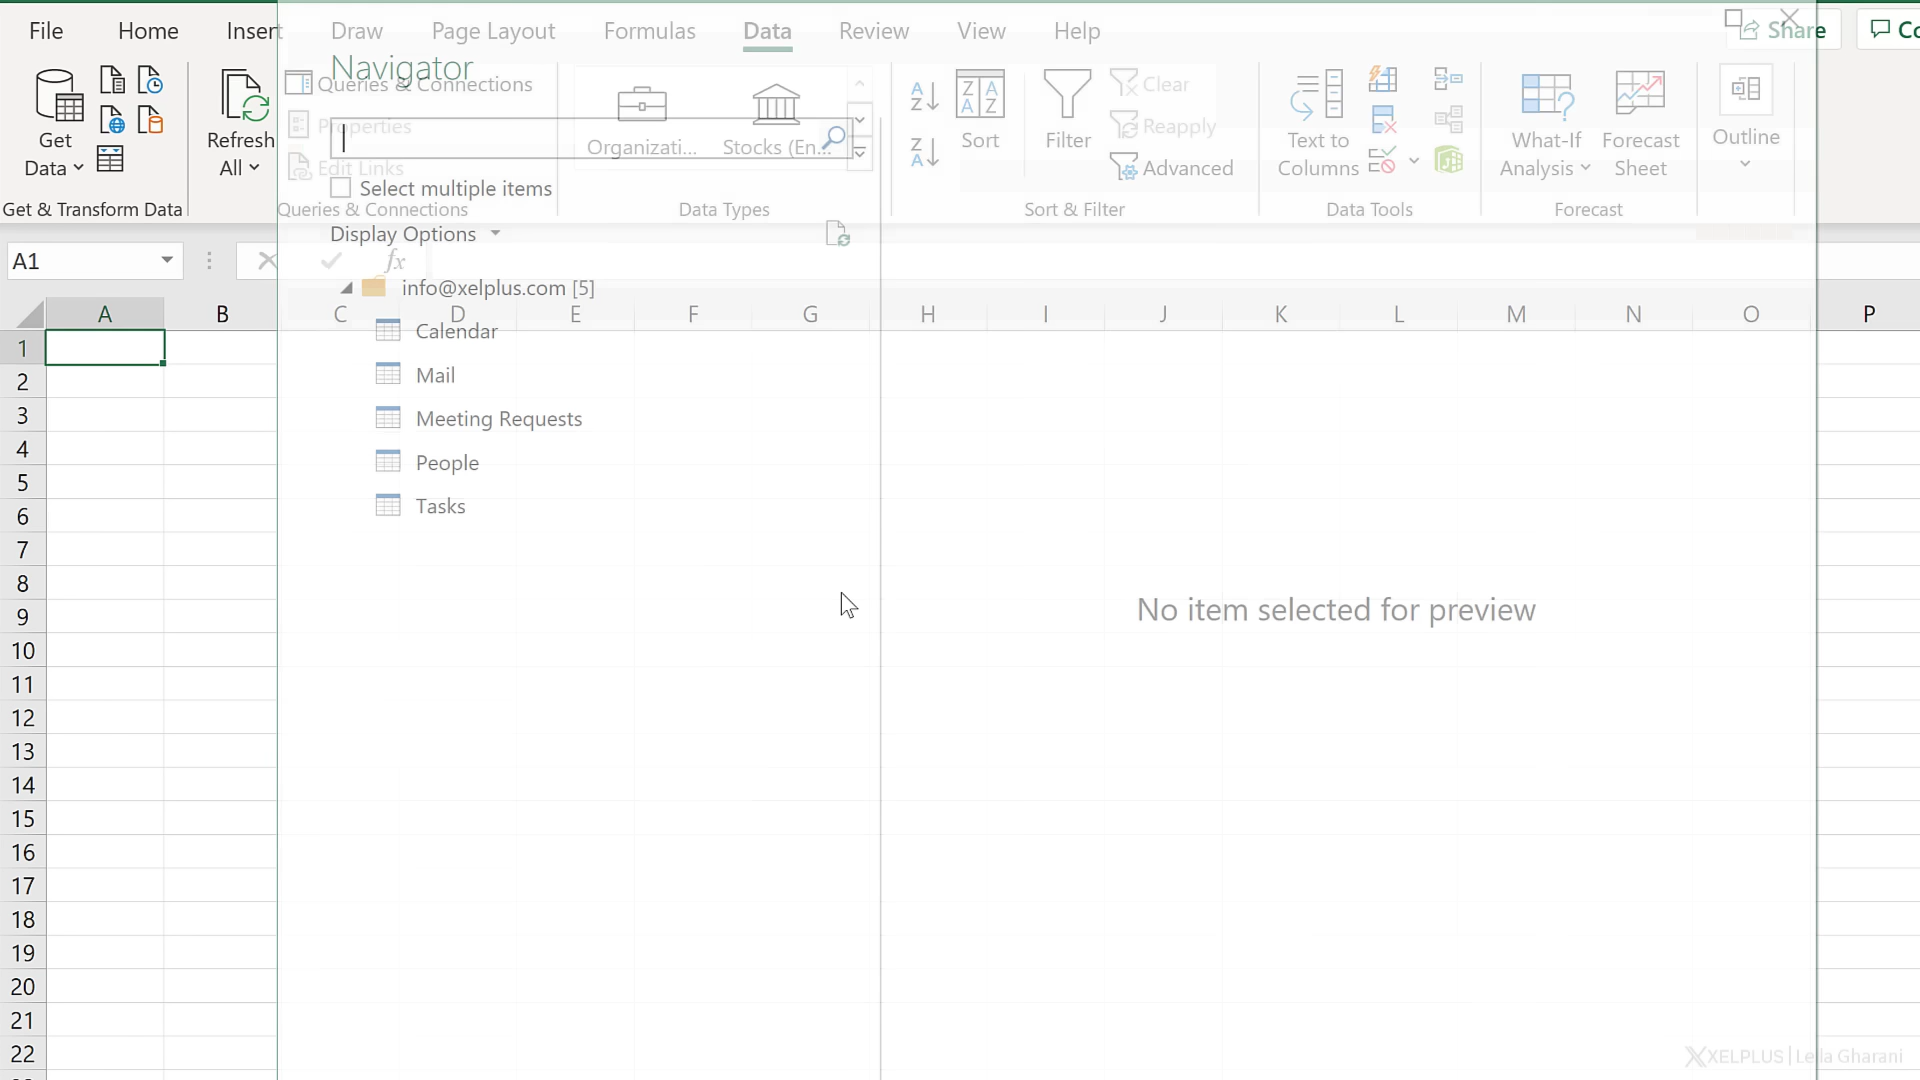 File Home Insert Draw Page Layout Formulas Data Review View Help Share Co
Navigator
Queries & Connections
Properties
Edit Links
Get
Data
Refresh
All
Organizati... Stocks (En...
Sort
Filter
Clear
Reapply
Advanced
Text to
Columns
What-If
Analysis
Forecast
Sheet
Outline
Select multiple items
Get & Transform Data Queries & Connections Data Types Sort & Filter Data Tools Forecast
Display Options
A1 fx
info@xelplus.com [5]
A B C D E F G H I J K L M N O P
Calendar
Mail
Meeting Requests
People
Tasks
No item selected for preview
1
2
3
4
5
6
7
8
9
10
11
12
13
14
15
16
17
18
19
20
21
22
XELPLUS | Leila Gharani